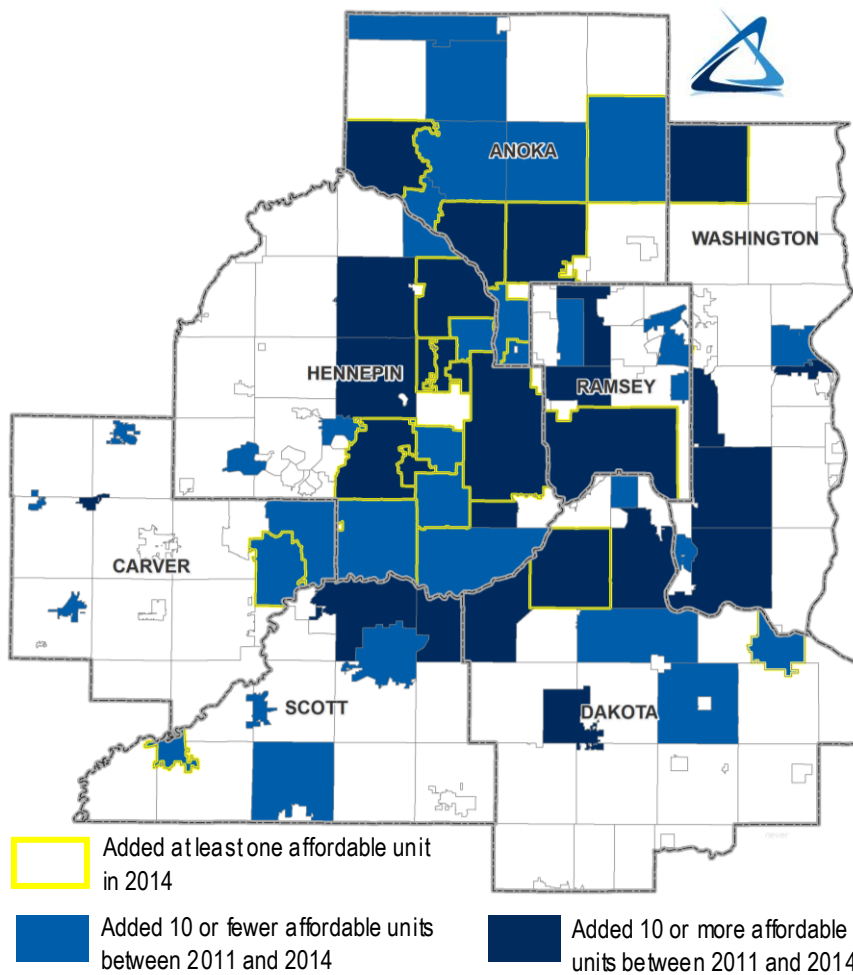 ANOKA
WASHINGTON
HENNEPIN
RAMSEY
CARVER
SCOTT
DAKOTA
never
Added at least one affordable unit
in 2014
Added 10 or fewer affordable units
between 2011 and 2014
Added 10 or more affordable
units between 2011 and 2014